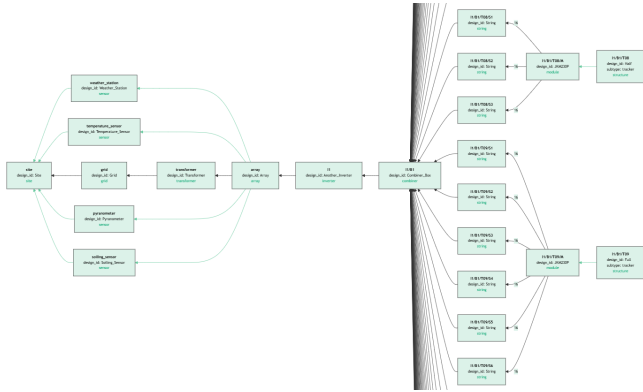 weather_station
design_id: Weather_Station
sensor
temperature_sensor
design_id: Temperature_Sensor
sensor
site
design_id: Site
site
grid
design_id: Grid
grid
transformer
design_id: Transformer
transformer
array
design_id: Array
array
I1
design_id: Weather_Inverter
inverter
I1/B1
design_id: Combiner_Box
combiner
pyranometer
design_id: Pyranometer
sensor
soiling_sensor
design_id: Soiling_Sensor
sensor
I1/B1/T08/S1
design_id: String
string
I1/B1/T08/S2
design_id: String
string
I1/B1/T08/S3
design_id: String
string
I1/B1/T08/M
module
I1/B1/T08
design_id: Half
subtype: tracker
structure
I1/B1/T09/S1
design_id: String
string
I1/B1/T09/S2
design_id: String
string
I1/B1/T09/S3
design_id: String
string
I1/B1/T09/S4
design_id: String
string
I1/B1/T09/S5
design_id: String
string
I1/B1/T09/S6
design_id: String
string
I1/B1/T09/M
module
I1/B1/T09
design_id: Full
subtype: tracker
structure